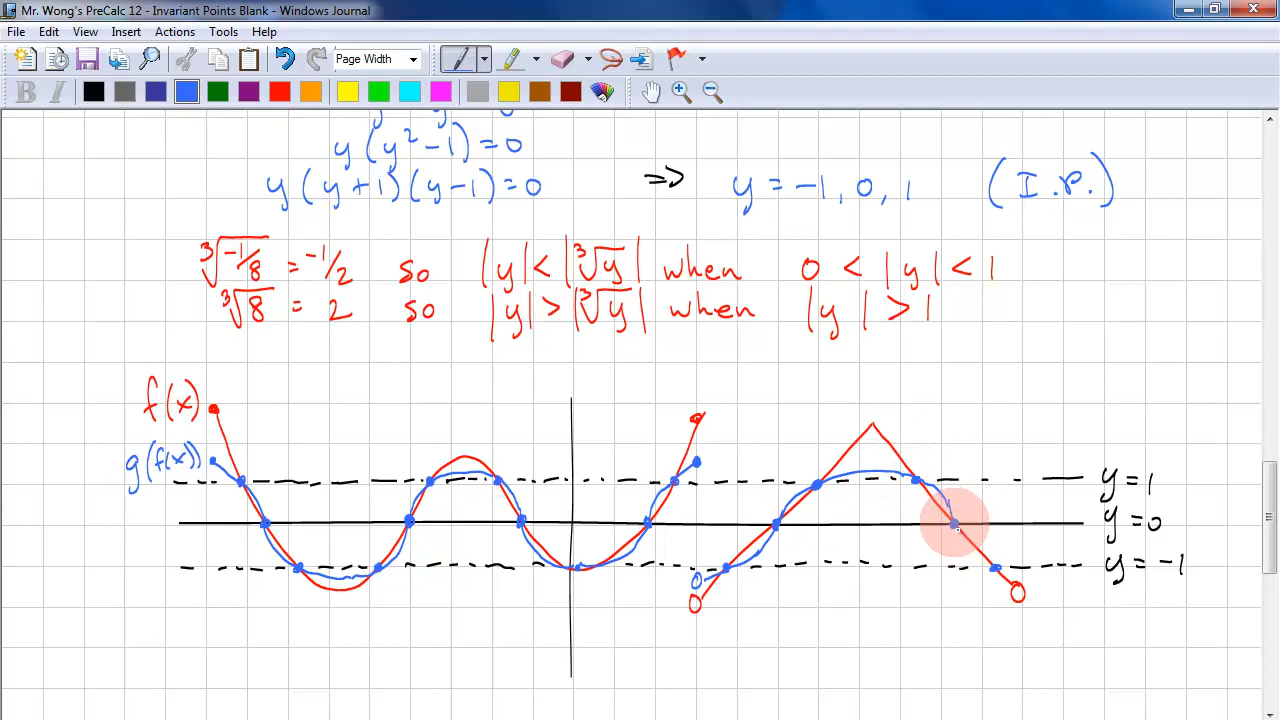 Mr. Wong's PreCalc 12 - Invariant Points Blank - Windows Journal
File Edit View Insert Actions Tools Help
Page Width
B I
y(y²-1)=0
y(y+1)(y-1)=0 => y = -1, 0, 1 (I.P.)
∛(-1/8) = -1/2 so |y| < |∛y| when 0 < |y| < 1
∛8 = 2 so |y| > |∛y| when |y| > 1
f(x)
g(f(x))
y = 1
y = 0
y = -1